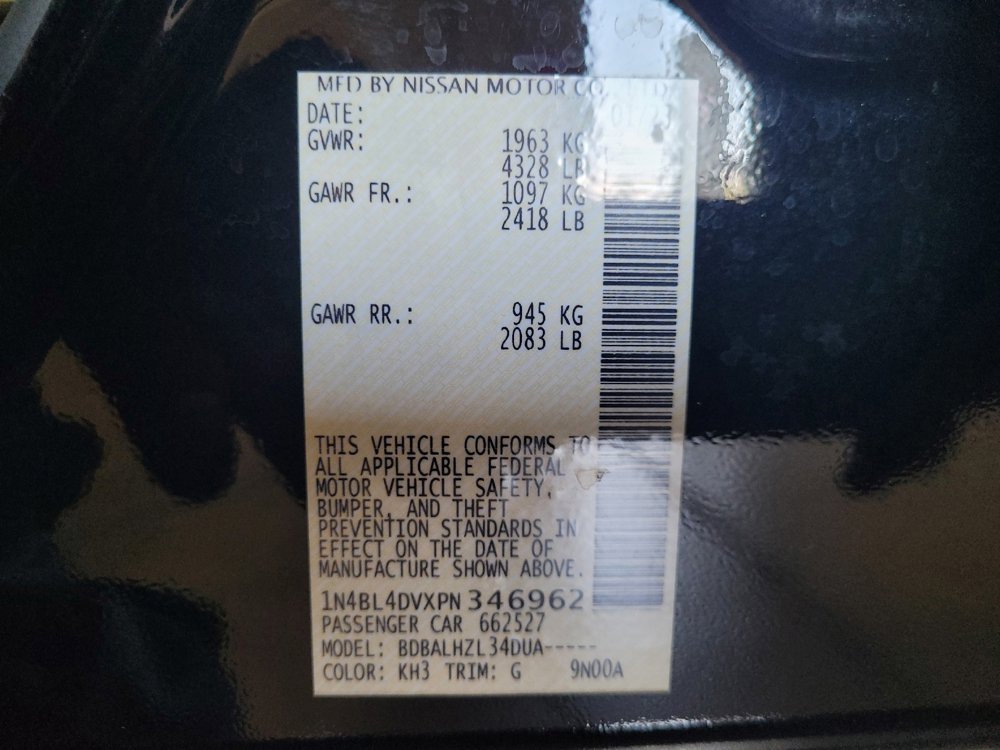 MFD BY NISSAN MOTOR CO., LTD.
DATE: 01/23
GVWR: 1963 KG
4328 LB
GAWR FR.: 1097 KG
2418 LB
GAWR RR.: 945 KG
2083 LB
THIS VEHICLE CONFORMS TO
ALL APPLICABLE FEDERAL
MOTOR VEHICLE SAFETY,
BUMPER, AND THEFT
PREVENTION STANDARDS IN
EFFECT ON THE DATE OF
MANUFACTURE SHOWN ABOVE.
1N4BL4DVXPN346962
PASSENGER CAR 662527
MODEL: BDBALHZL34DUA-----
COLOR: KH3 TRIM: G 9N00A